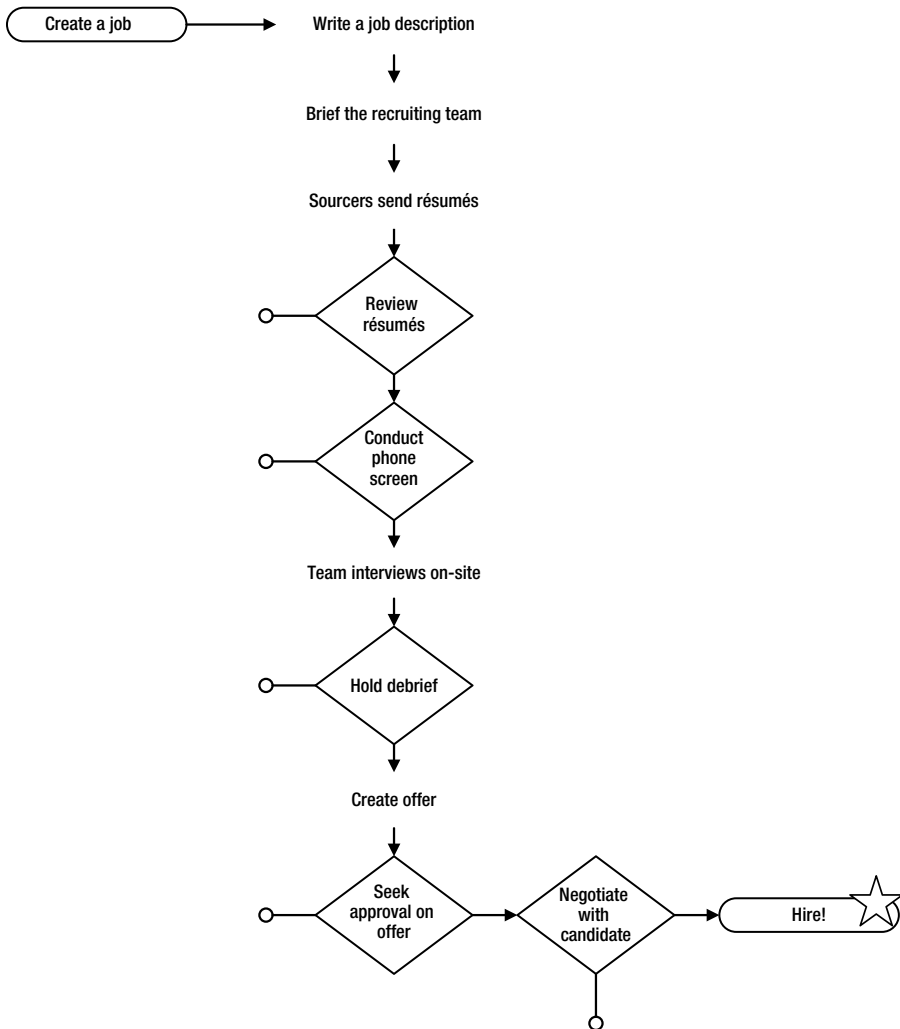 Create a job
Write a job description
Brief the recruiting team
Sourcers send résumés
Review
résumés
Conduct
phone
screen
Team interviews on-site
Hold debrief
Create offer
Seek
approval on
offer
Negotiate
with
candidate
Hire!